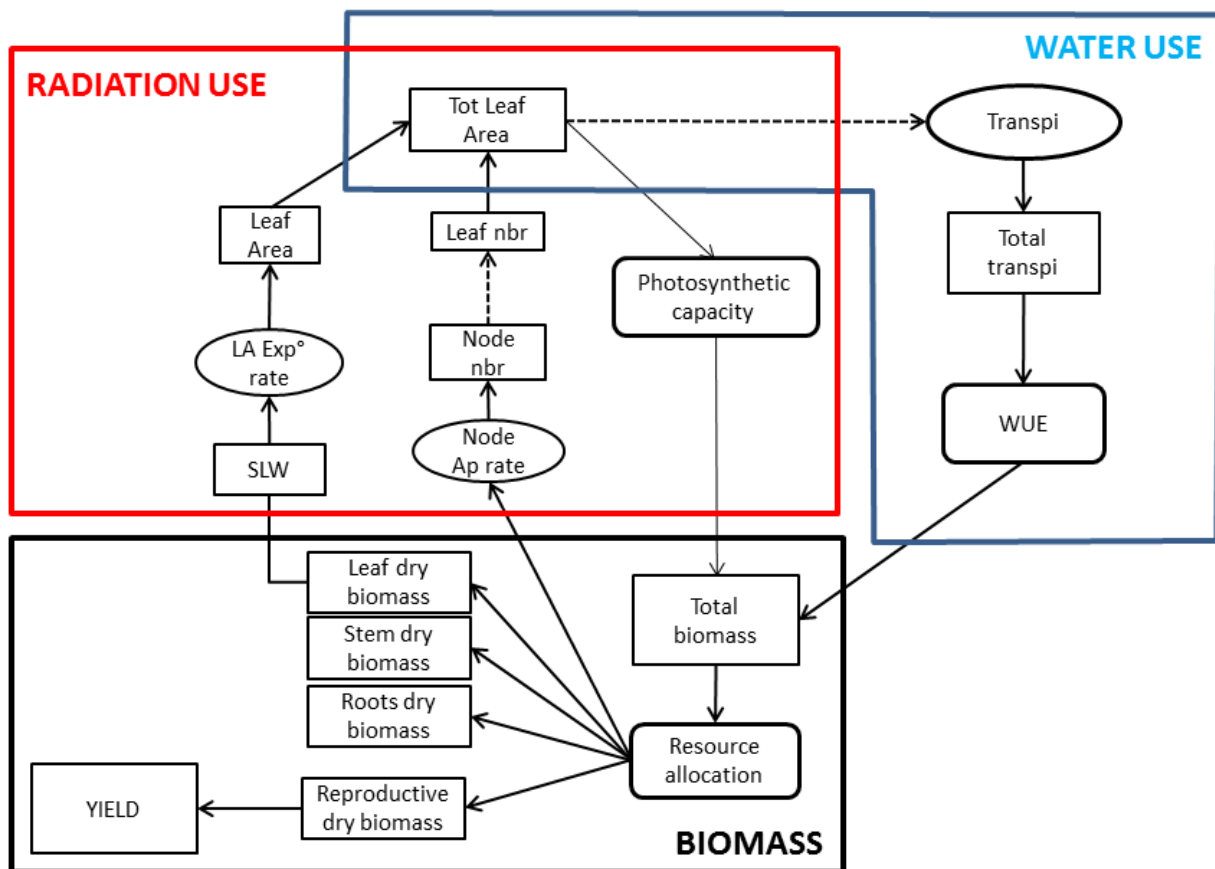 WATER USE
RADIATION USE
Tot Leaf
Area
Transpi
Leaf
Area
Leaf nbr
Total
transpi
Photosynthetic
capacity
LA Exp°
rate
Node
nbr
WUE
SLW
Node
Ap rate
Leaf dry
biomass
Total
biomass
Stem dry
biomass
Roots dry
biomass
Resource
allocation
YIELD
Reproductive
dry biomass
BIOMASS